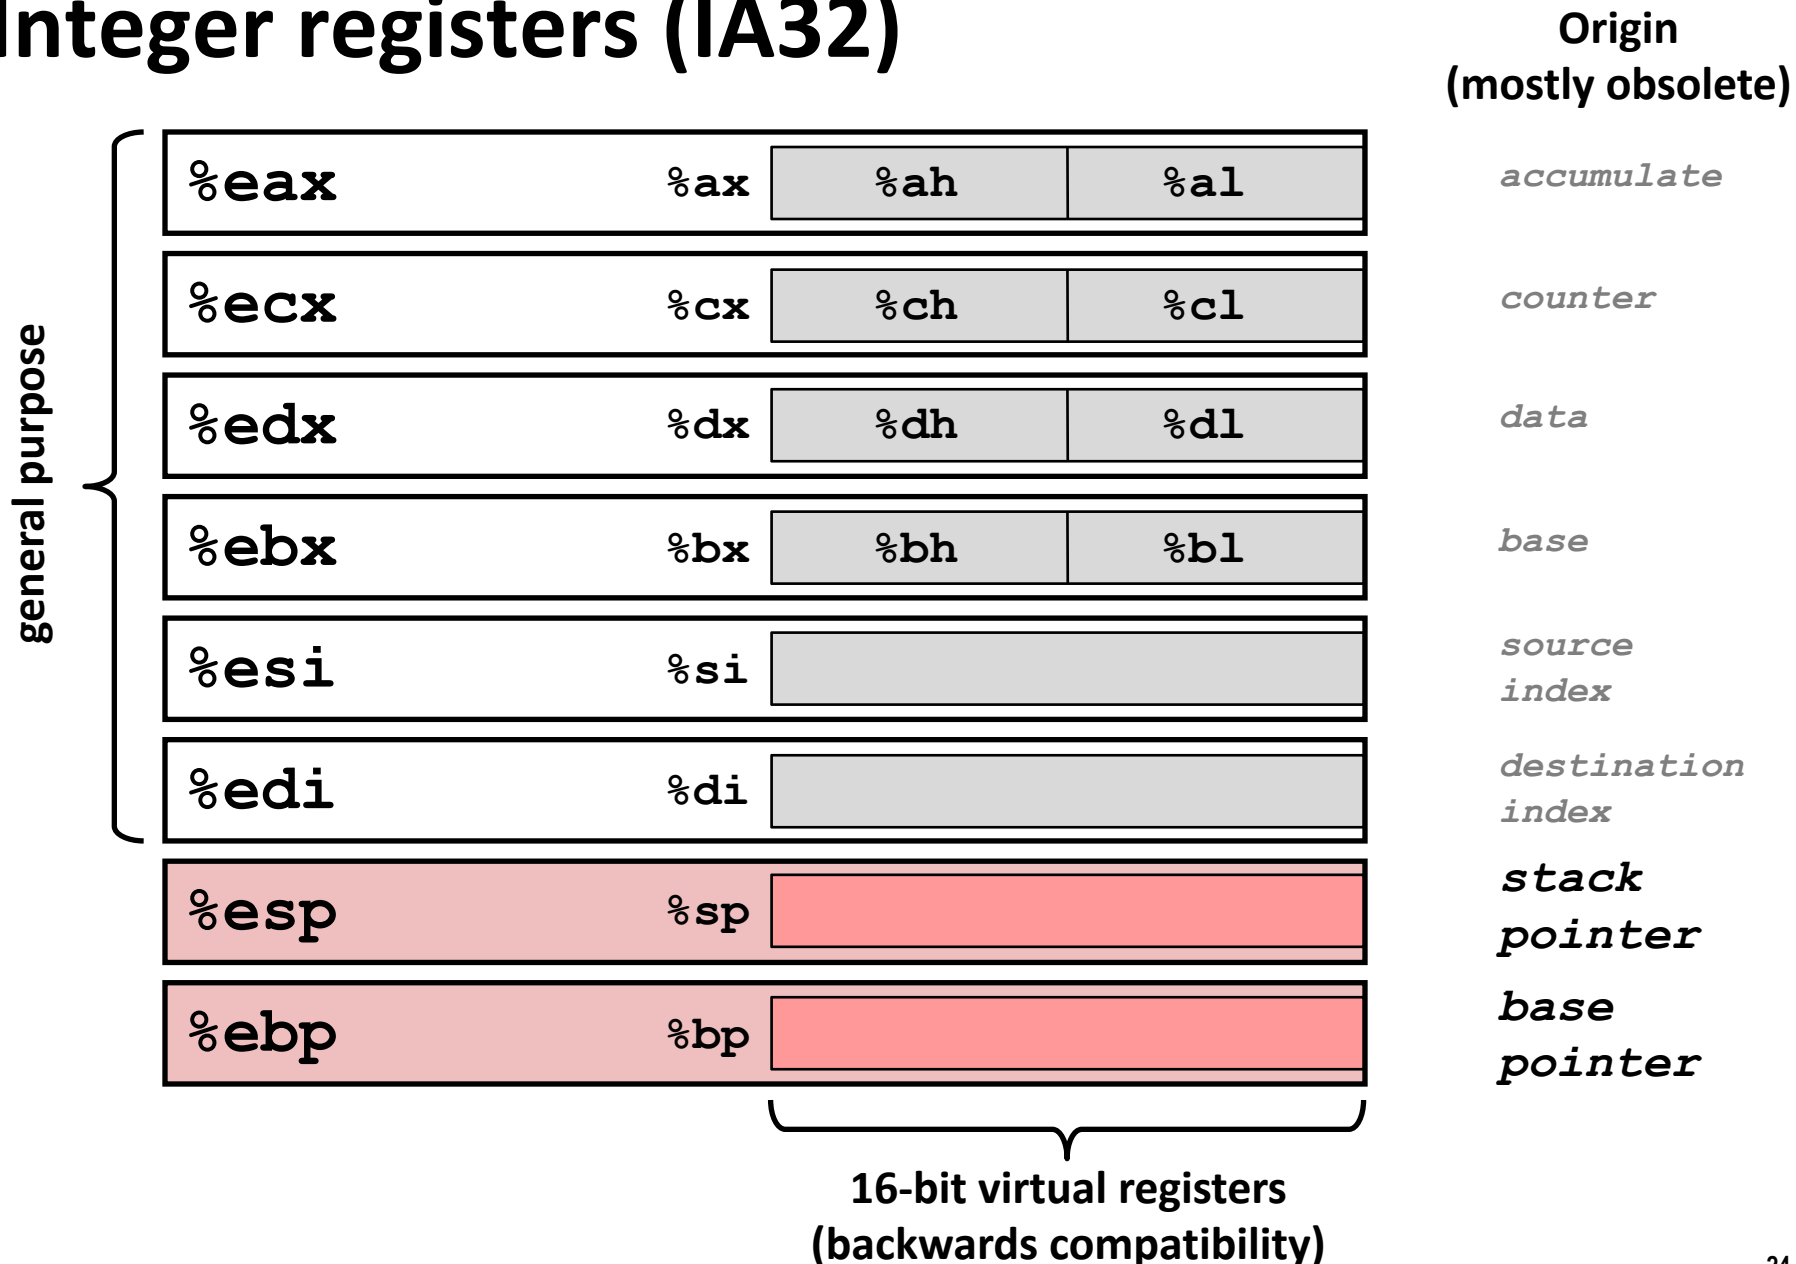 Integer registers (IA32)
Origin
(mostly obsolete)
general purpose
%eax %ax %ah %al accumulate
%ecx %cx %ch %cl counter
%edx %dx %dh %dl data
%ebx %bx %bh %bl base
%esi %si source
index
%edi %di destination
index
%esp %sp stack
pointer
%ebp %bp base
pointer
16-bit virtual registers
(backwards compatibility)